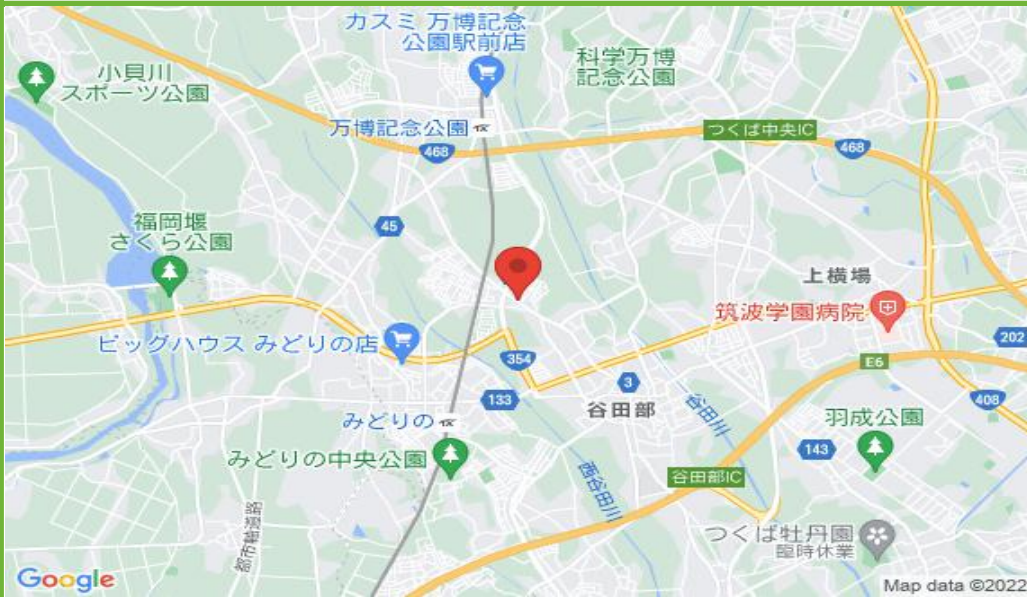 カスミ 万博記念
公園駅前店
科学万博
記念公園
小貝川
スポーツ公園
万博記念公園
つくば中央IC
468
468
45
福岡堰
さくら公園
上横場
筑波学園病院
ビッグハウス みどりの店
354
202
E6
3
133
谷田部
谷田川
408
みどりの
羽成公園
143
みどりの中央公園
西谷田川
谷田部IC
都市軸道路
つくば牡丹園
臨時休業
Google
Map data ©2022